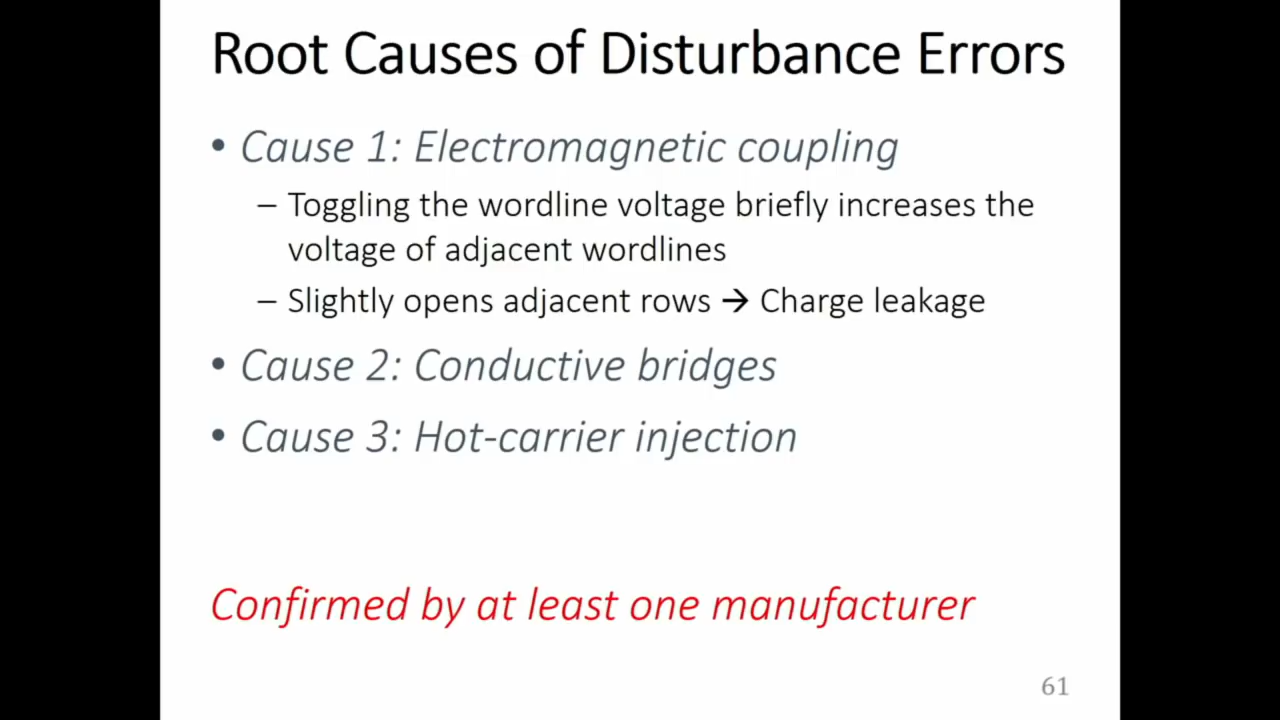 Root Causes of Disturbance Errors
• Cause 1: Electromagnetic coupling
– Toggling the wordline voltage briefly increases the
voltage of adjacent wordlines
– Slightly opens adjacent rows → Charge leakage
• Cause 2: Conductive bridges
• Cause 3: Hot-carrier injection
Confirmed by at least one manufacturer
61